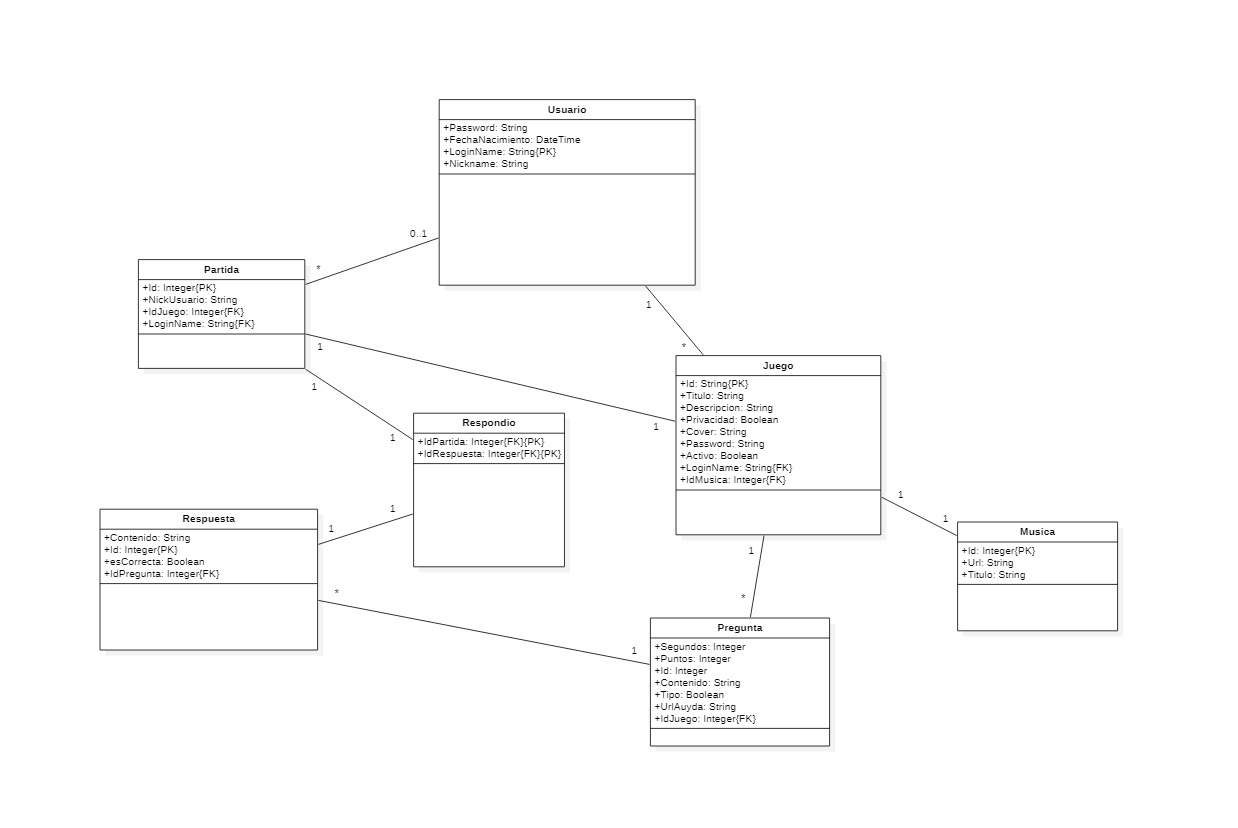 Usuario
+Password: String
+FechaNacimiento: DateTime
+LoginName: String{PK}
+Nickname: String
0..1
*
1
*
Partida
+Id: Integer{PK}
+NickUsuario: String
+IdJuego: Integer{FK}
+LoginName: String{FK}
1
1
1
1
Juego
+Id: String{PK}
+Titulo: String
+Descripcion: String
+Privacidad: Boolean
+Cover: String
+Password: String
+Activo: Boolean
+LoginName: String{FK}
+IdMusica: Integer{FK}
Respondio
+IdPartida: Integer{FK}{PK}
+IdRespuesta: Integer{FK}{PK}
1
1
1
1
Respuesta
+Contenido: String
+Id: Integer{PK}
+esCorrecta: Boolean
+IdPregunta: Integer{FK}
Musica
+Id: Integer{PK}
+Url: String
+Titulo: String
1
*
*
1
Pregunta
+Segundos: Integer
+Puntos: Integer
+Id: Integer
+Contenido: String
+Tipo: Boolean
+UrlAuyda: String
+IdJuego: Integer{FK}